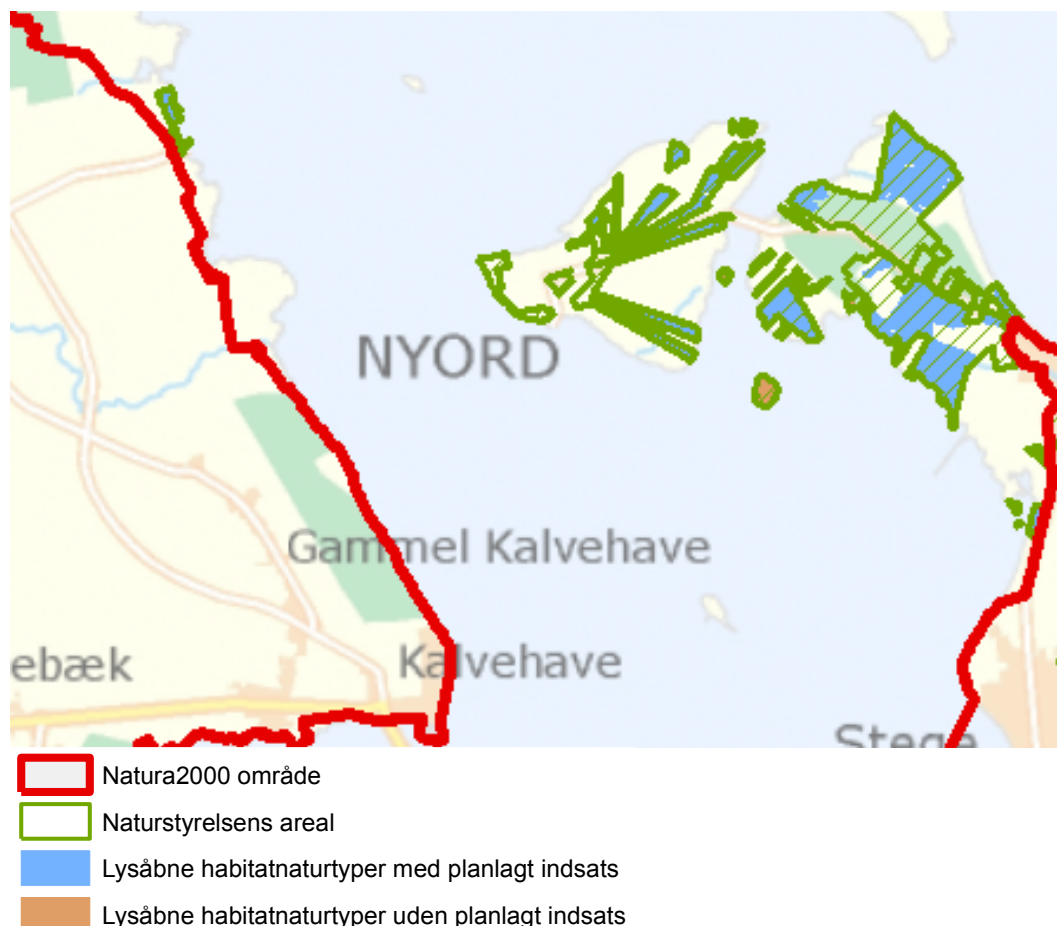 NYORD
Gammel Kalvehave
ebæk
Kalvehave
Stege
Natura2000 område
Naturstyrelsens areal
Lysåbne habitatnaturtyper med planlagt indsats
Lysåbne habitatnaturtyper uden planlagt indsats